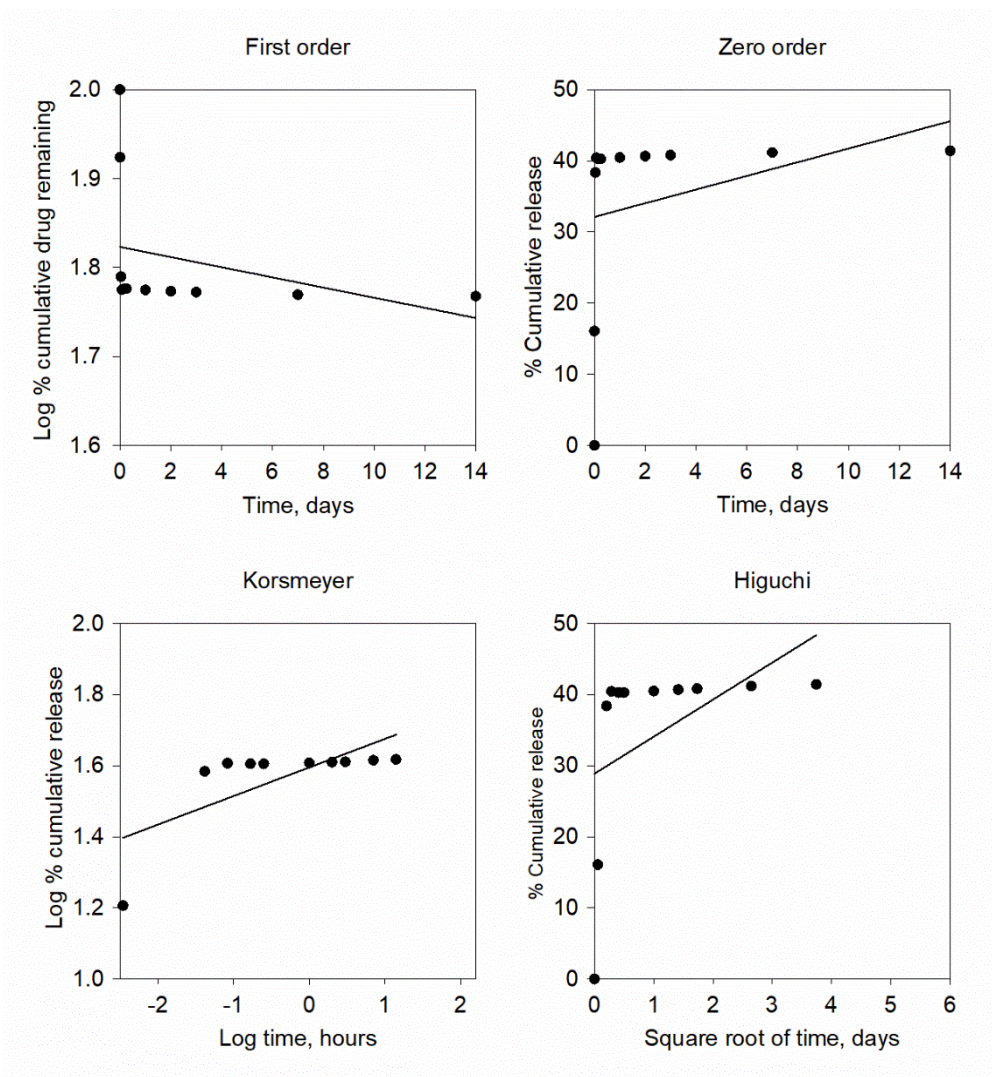 First order
Log % cumulative drug remaining
2.0
1.9
1.8
1.7
1.6
0 2 4 6 8 10 12 14
Time, days
Zero order
% Cumulative release
50
40
30
20
10
0
0 2 4 6 8 10 12 14
Time, days
Korsmeyer
Log % cumulative release
2.0
1.8
1.6
1.4
1.2
1.0
-2 -1 0 1 2
Log time, hours
Higuchi
% Cumulative release
50
40
30
20
10
0
0 1 2 3 4 5 6
Square root of time, days